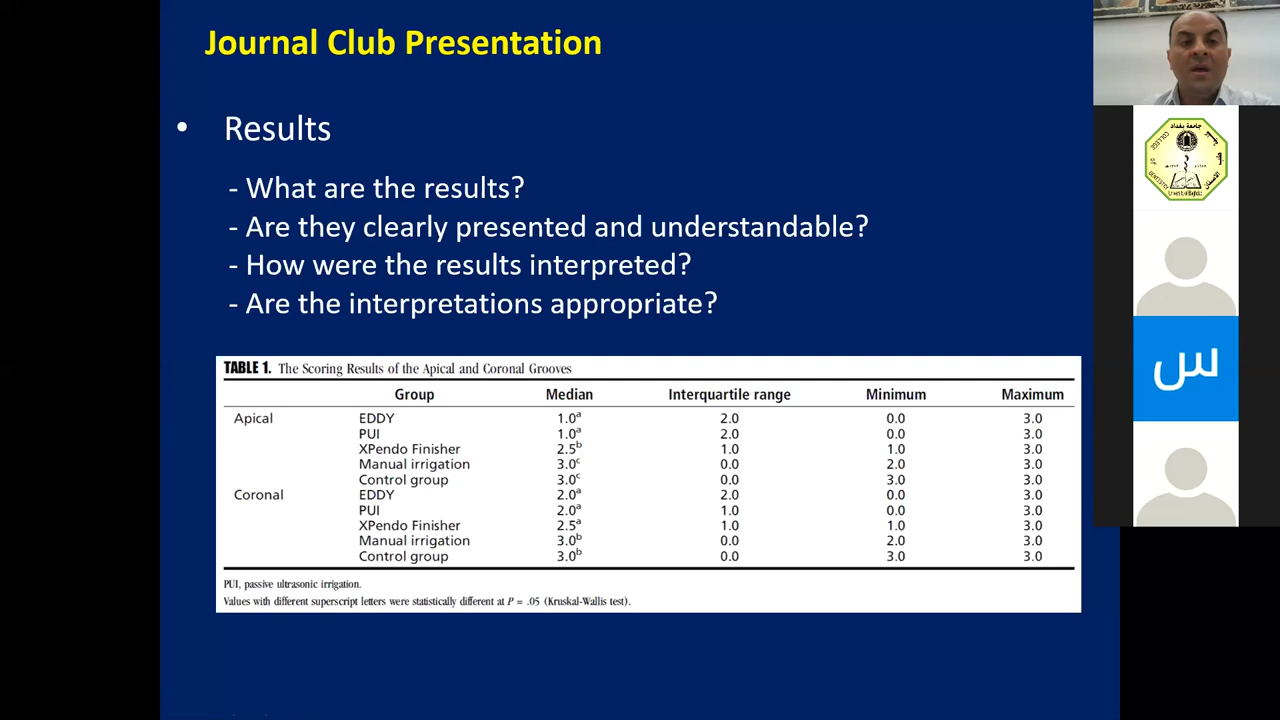 Journal Club Presentation
• Results
- What are the results?
- Are they clearly presented and understandable?
- How were the results interpreted?
- Are the interpretations appropriate?
TABLE 1. The Scoring Results of the Apical and Coronal Grooves
Group Median Interquartile range Minimum Maximum
Apical EDDY 1.0a 2.0 0.0 3.0
PUI 1.0a 2.0 0.0 3.0
XPendo Finisher 2.5b 1.0 1.0 3.0
Manual irrigation 3.0c 0.0 2.0 3.0
Control group 3.0c 0.0 3.0 3.0
Coronal EDDY 2.0a 2.0 0.0 3.0
PUI 2.0a 1.0 0.0 3.0
XPendo Finisher 2.5a 1.0 1.0 3.0
Manual irrigation 3.0b 0.0 2.0 3.0
Control group 3.0b 0.0 3.0 3.0
PUI, passive ultrasonic irrigation.
Values with different superscript letters were statistically different at P = .05 (Kruskal-Wallis test).
جامعة بغداد
COLLEGE OF DENTISTRY
س